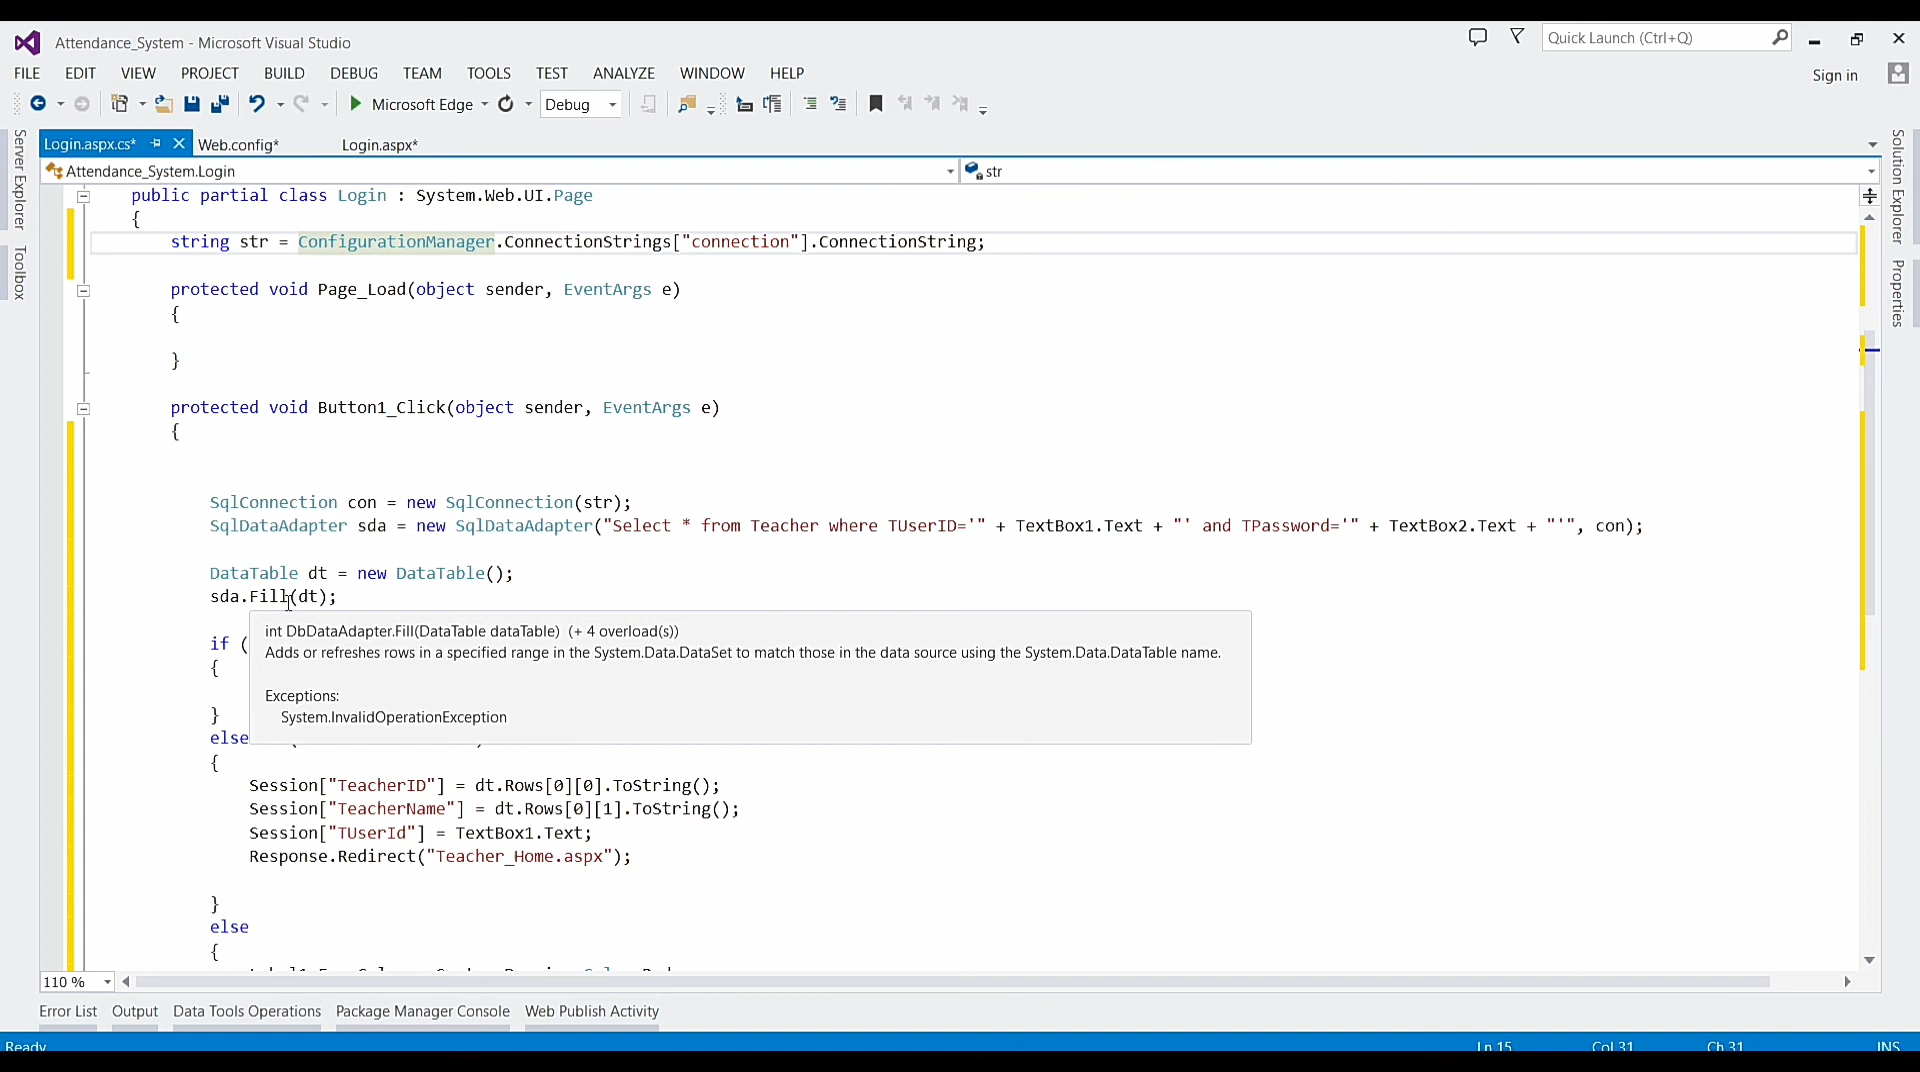 Attendance_System - Microsoft Visual Studio
Quick Launch (Ctrl+Q)
FILE EDIT VIEW PROJECT BUILD DEBUG TEAM TOOLS TEST ANALYZE WINDOW HELP
Sign in
Microsoft Edge Debug
Server Explorer
Toolbox
Login.aspx.cs* Web.config* Login.aspx*
Attendance_System.Login str
public partial class Login : System.Web.UI.Page
{
string str = ConfigurationManager.ConnectionStrings["connection"].ConnectionString;
protected void Page_Load(object sender, EventArgs e)
{
}
protected void Button1_Click(object sender, EventArgs e)
{
SqlConnection con = new SqlConnection(str);
SqlDataAdapter sda = new SqlDataAdapter("Select * from Teacher where TUserID='" + TextBox1.Text + "' and TPassword='" + TextBox2.Text + "'", con);
DataTable dt = new DataTable();
sda.Fill(dt);
int DbDataAdapter.Fill(DataTable dataTable) (+ 4 overload(s))
Adds or refreshes rows in a specified range in the System.Data.DataSet to match those in the data source using the System.Data.DataTable name.
Exceptions:
System.InvalidOperationException
if (
{
}
else
{
Session["TeacherID"] = dt.Rows[0][0].ToString();
Session["TeacherName"] = dt.Rows[0][1].ToString();
Session["TUserId"] = TextBox1.Text;
Response.Redirect("Teacher_Home.aspx");
}
else
{
Solution Explorer
Properties
110 %
Error List Output Data Tools Operations Package Manager Console Web Publish Activity
Ready Ln 15 Col 31 Ch 31 INS